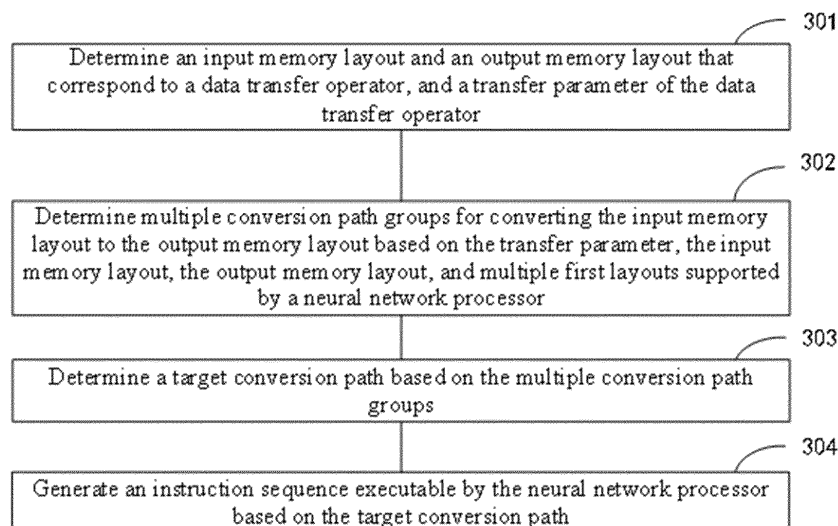 301
Determine an input memory layout and an output memory layout that
correspond to a data transfer operator, and a transfer parameter of the data
transfer operator
302
Determine multiple conversion path groups for converting the input memory
layout to the output memory layout based on the transfer parameter, the input
memory layout, the output memory layout, and multiple first layouts supported
by a neural network processor
303
Determine a target conversion path based on the multiple conversion path
groups
304
Generate an instruction sequence executable by the neural network processor
based on the target conversion path